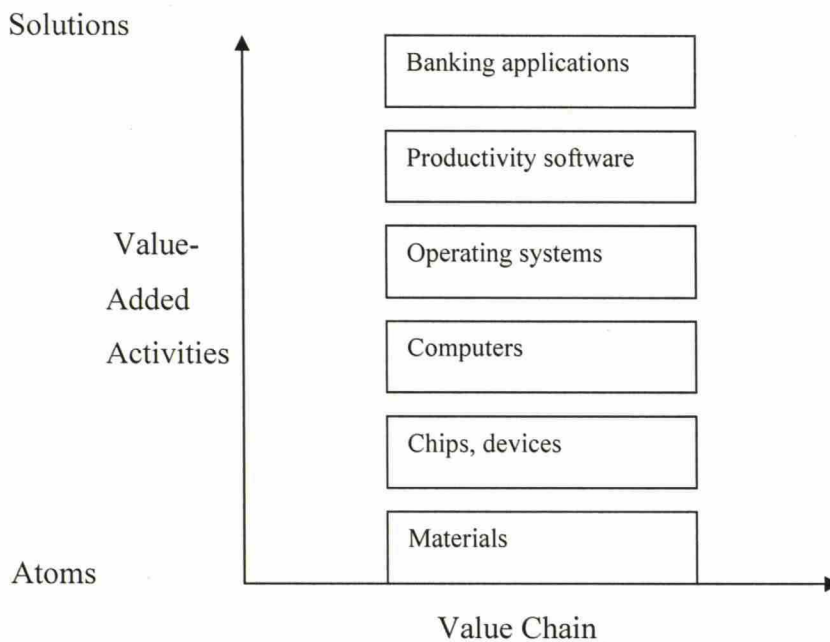 Solutions
Banking applications
Productivity software
Value-
Added
Activities
Operating systems
Computers
Chips, devices
Materials
Atoms
Value Chain